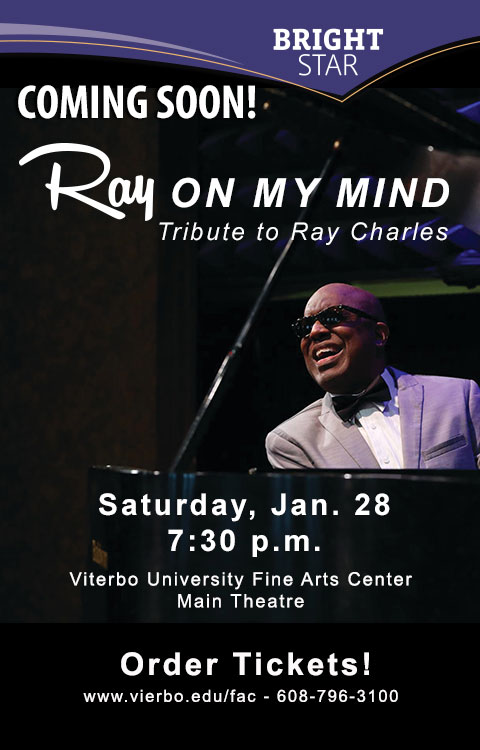 BRIGHT
STAR
COMING SOON!
Ray ON MY MIND
Tribute to Ray Charles
Saturday, Jan. 28
7:30 p.m.
Viterbo University Fine Arts Center
Main Theatre
Order Tickets!
www.vierbo.edu/fac - 608-796-3100